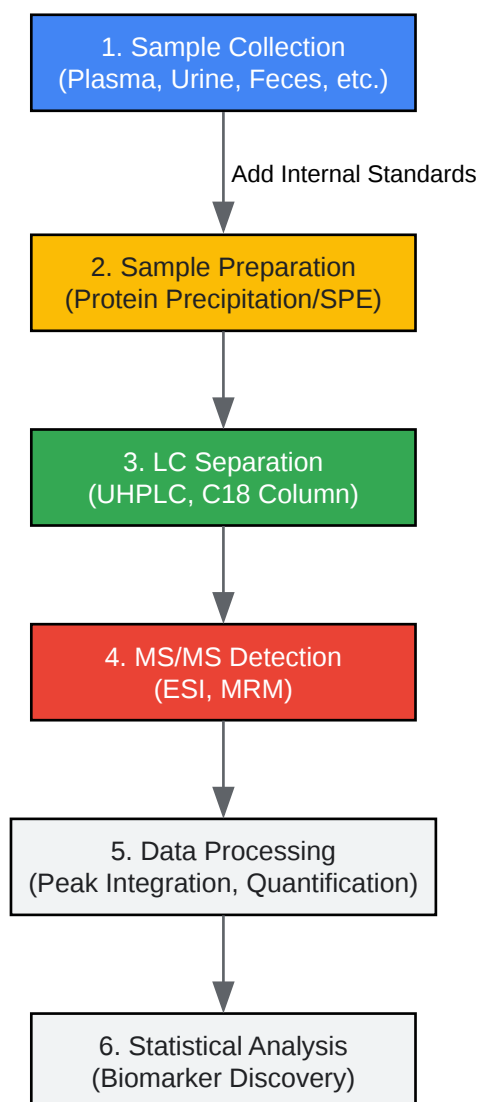 1. Sample Collection
(Plasma, Urine, Feces, etc.)
Add Internal Standards
2. Sample Preparation
(Protein Precipitation/SPE)
3. LC Separation
(UHPLC, C18 Column)
4. MS/MS Detection
(ESI, MRM)
5. Data Processing
(Peak Integration, Quantification)
6. Statistical Analysis
(Biomarker Discovery)